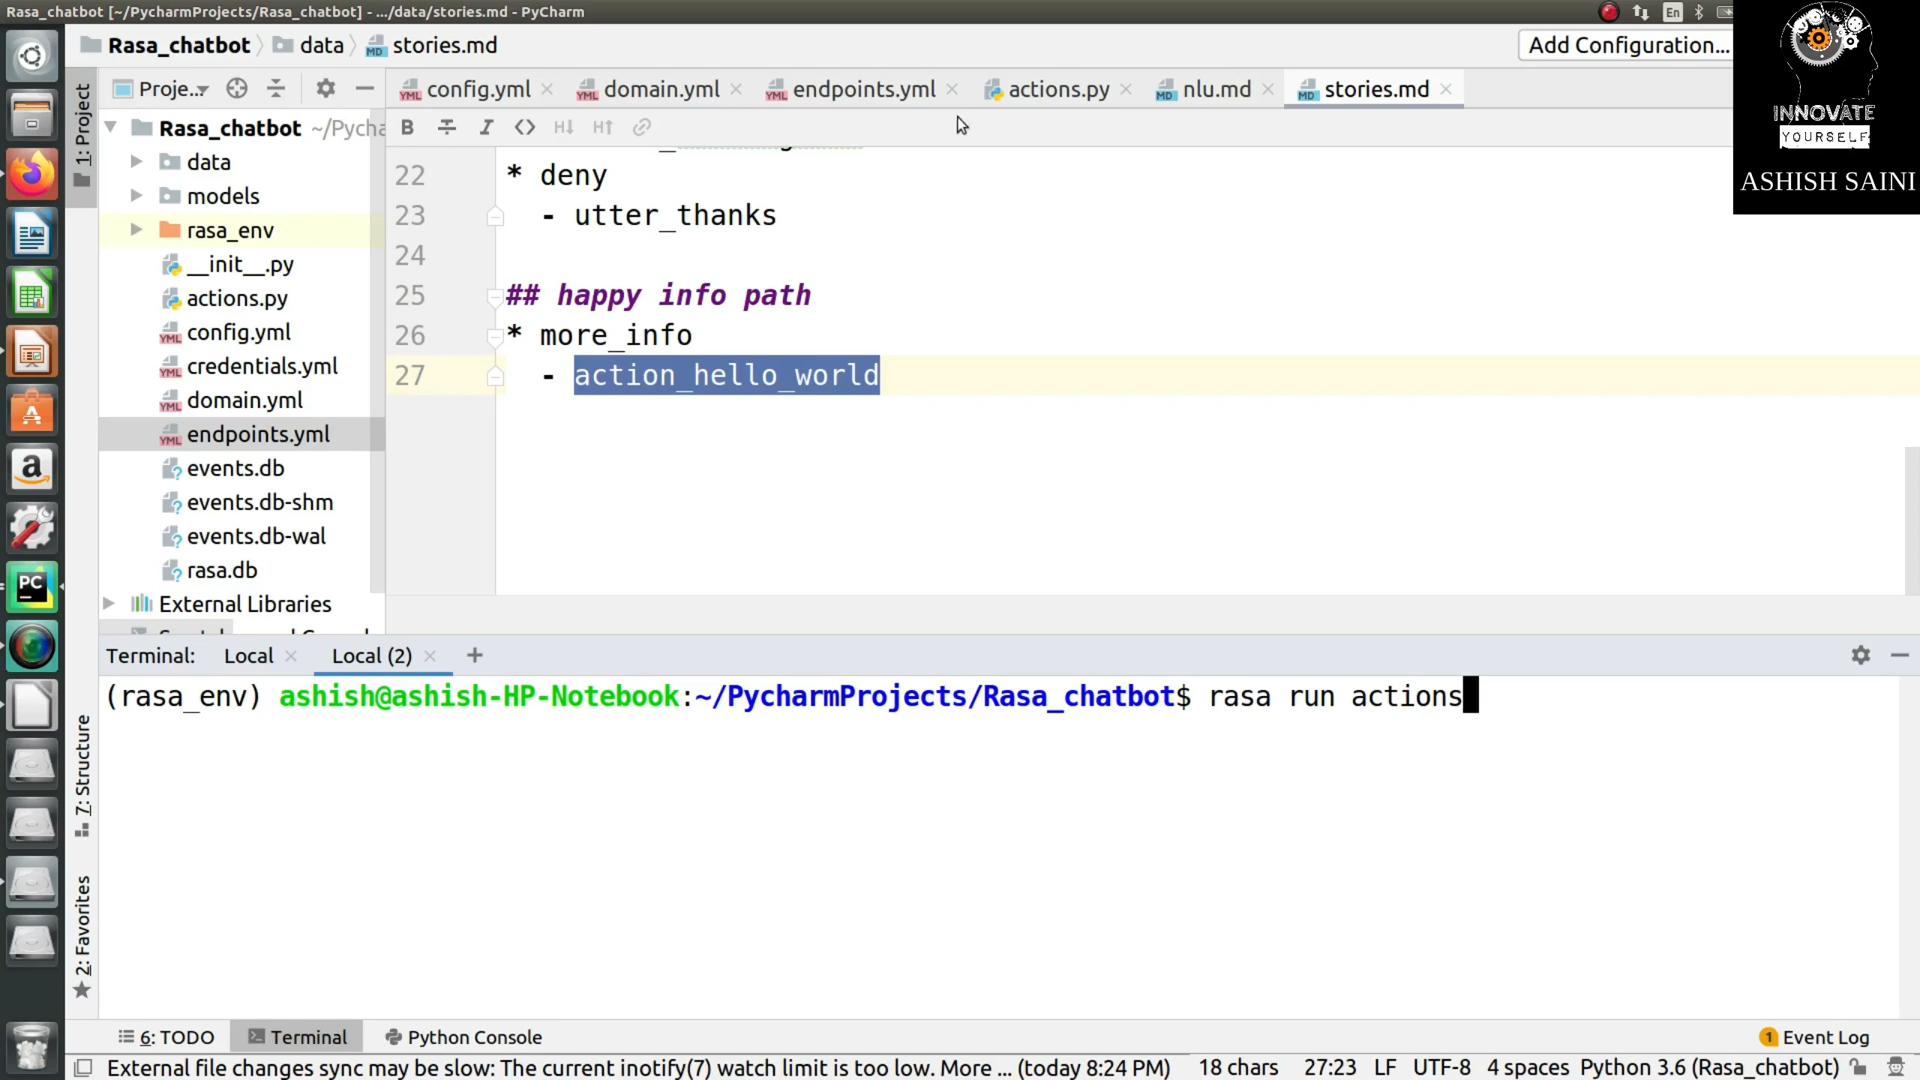 Rasa_chatbot [~/PycharmProjects/Rasa_chatbot] - .../data/stories.md - PyCharm
En
Rasa_chatbot
data
stories.md
Add Configuration...
INNOVATE
YOURSELF
ASHISH SAINI
1: Project
Proje...
config.yml
domain.yml
endpoints.yml
actions.py
nlu.md
stories.md
Rasa_chatbot ~/Pycha
data
models
rasa_env
__init__.py
actions.py
config.yml
credentials.yml
domain.yml
endpoints.yml
events.db
events.db-shm
events.db-wal
rasa.db
External Libraries
B I <> H↓ H↑
22 * deny
23 - utter_thanks
24
25 ## happy info path
26 * more_info
27 - action_hello_world
Terminal: Local Local (2) +
(rasa_env) ashish@ashish-HP-Notebook:~/PycharmProjects/Rasa_chatbot$ rasa run actions
7: Structure
2: Favorites
6: TODO
Terminal
Python Console
1 Event Log
External file changes sync may be slow: The current inotify(7) watch limit is too low. More ... (today 8:24 PM)
18 chars 27:23 LF UTF-8 4 spaces Python 3.6 (Rasa_chatbot)